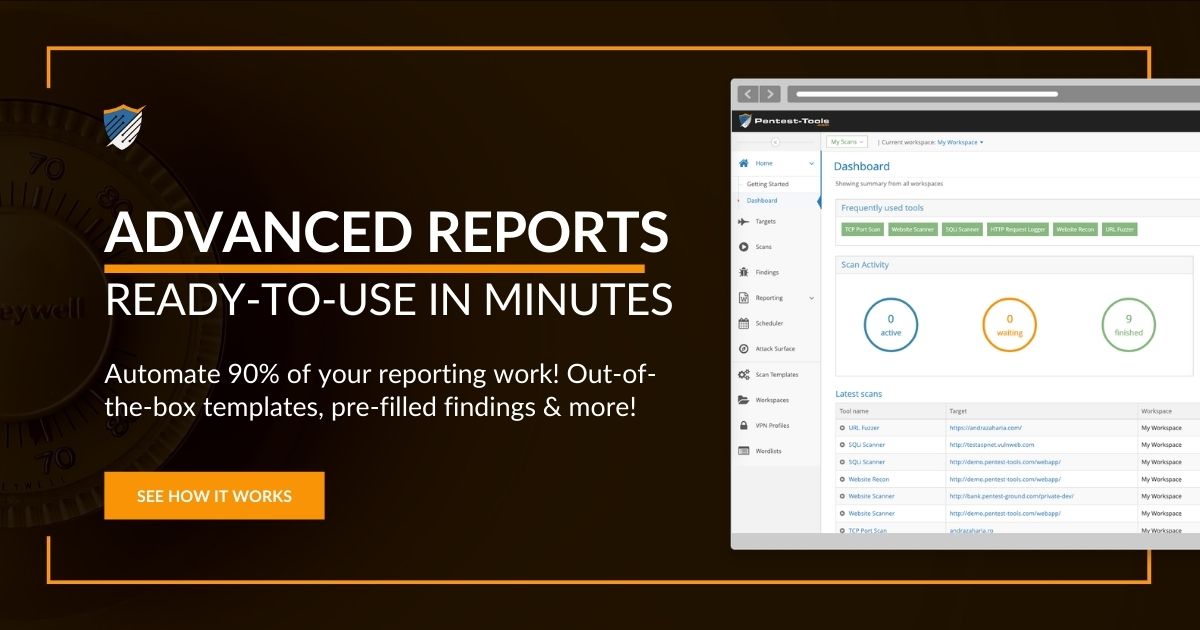 ADVANCED REPORTS
READY-TO-USE IN MINUTES
Automate 90% of your reporting work! Out-of-
the-box templates, pre-filled findings & more!
SEE HOW IT WORKS
70
80
eywell
70
Pentest-Tools
.com
My Scans
| Current workspace: My Workspace
Home
Getting Started
Dashboard
Targets
Scans
Findings
Reporting
Scheduler
Attack Surface
Scan Templates
Workspaces
VPN Profiles
Wordlists
Dashboard
Showing summary from all workspaces
Frequently used tools
TCP Port Scan Website Scanner SQLi Scanner HTTP Request Logger Website Recon URL Fuzzer
Scan Activity
0 0 9
active waiting finished
Latest scans
Tool name Target Workspace
URL Fuzzer https://andrazaharia.com/ My Workspace
SQLi Scanner http://testaspnet.vulnweb.com My Workspace
SQLi Scanner http://demo.pentest-tools.com/webapp/ My Workspace
Website Recon http://demo.pentest-tools.com/webapp/ My Workspace
Website Scanner http://bank.pentest-ground.com/private-dev/ My Workspace
Website Scanner http://demo.pentest-tools.com/webapp/ My Workspace
TCP Port Scan andrazaharia.ro My Workspace